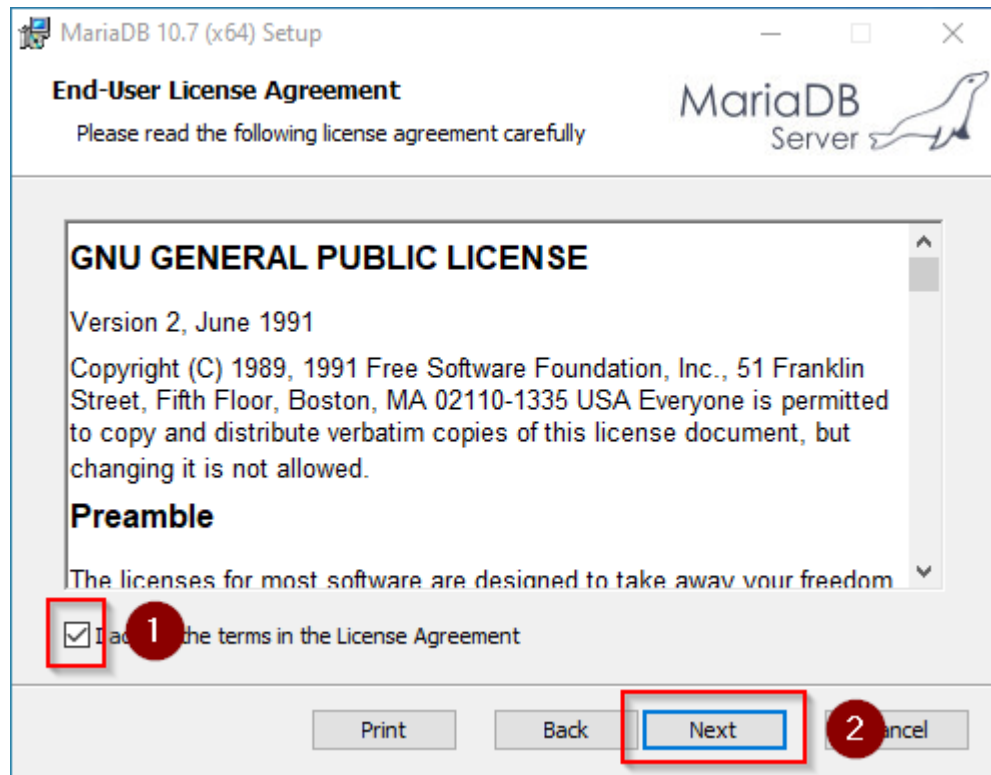 MariaDB 10.7 (x64) Setup
End-User License Agreement
Please read the following license agreement carefully
MariaDB
Server
GNU GENERAL PUBLIC LICENSE
Version 2, June 1991
Copyright (C) 1989, 1991 Free Software Foundation, Inc., 51 Franklin
Street, Fifth Floor, Boston, MA 02110-1335 USA Everyone is permitted
to copy and distribute verbatim copies of this license document, but
changing it is not allowed.
Preamble
The licenses for most software are designed to take away your freedom
1
I the terms in the License Agreement
Print
Back
Next
2